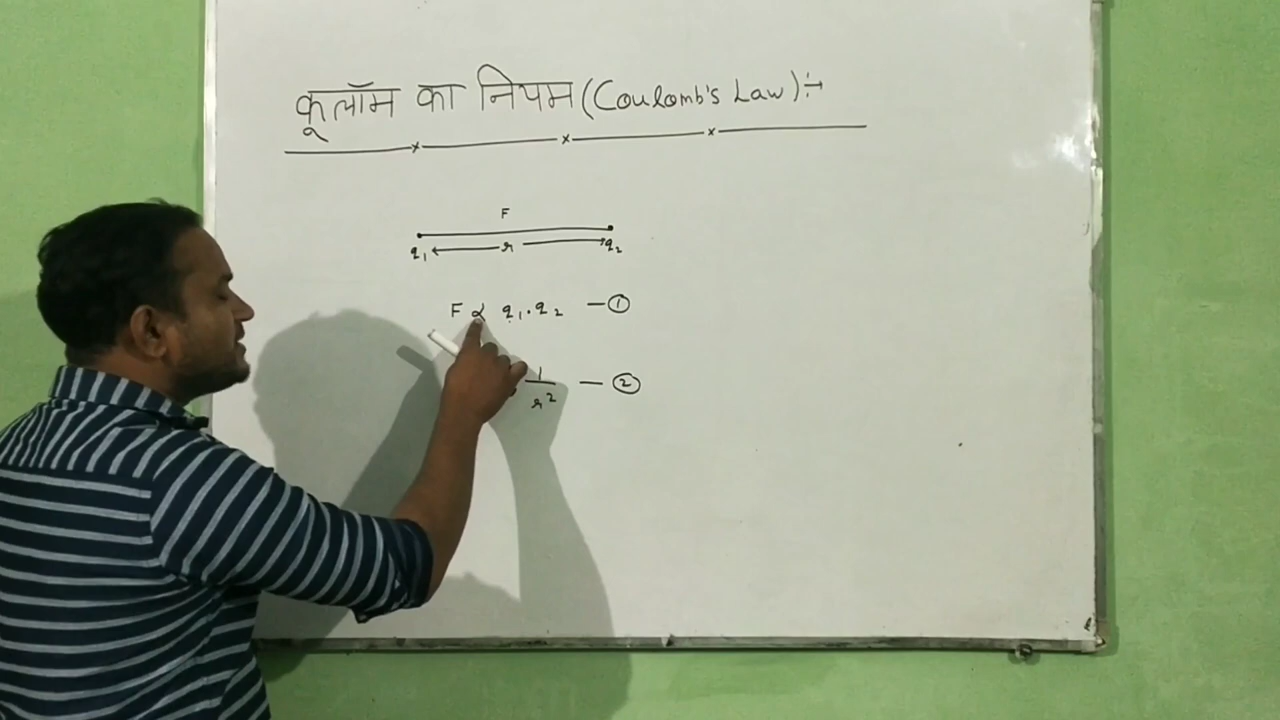 कूलॉम का नियम (Coulomb's Law) :-
F
q₁ r q₂
F ∝ q₁.q₂ — ①
1/r² — ②